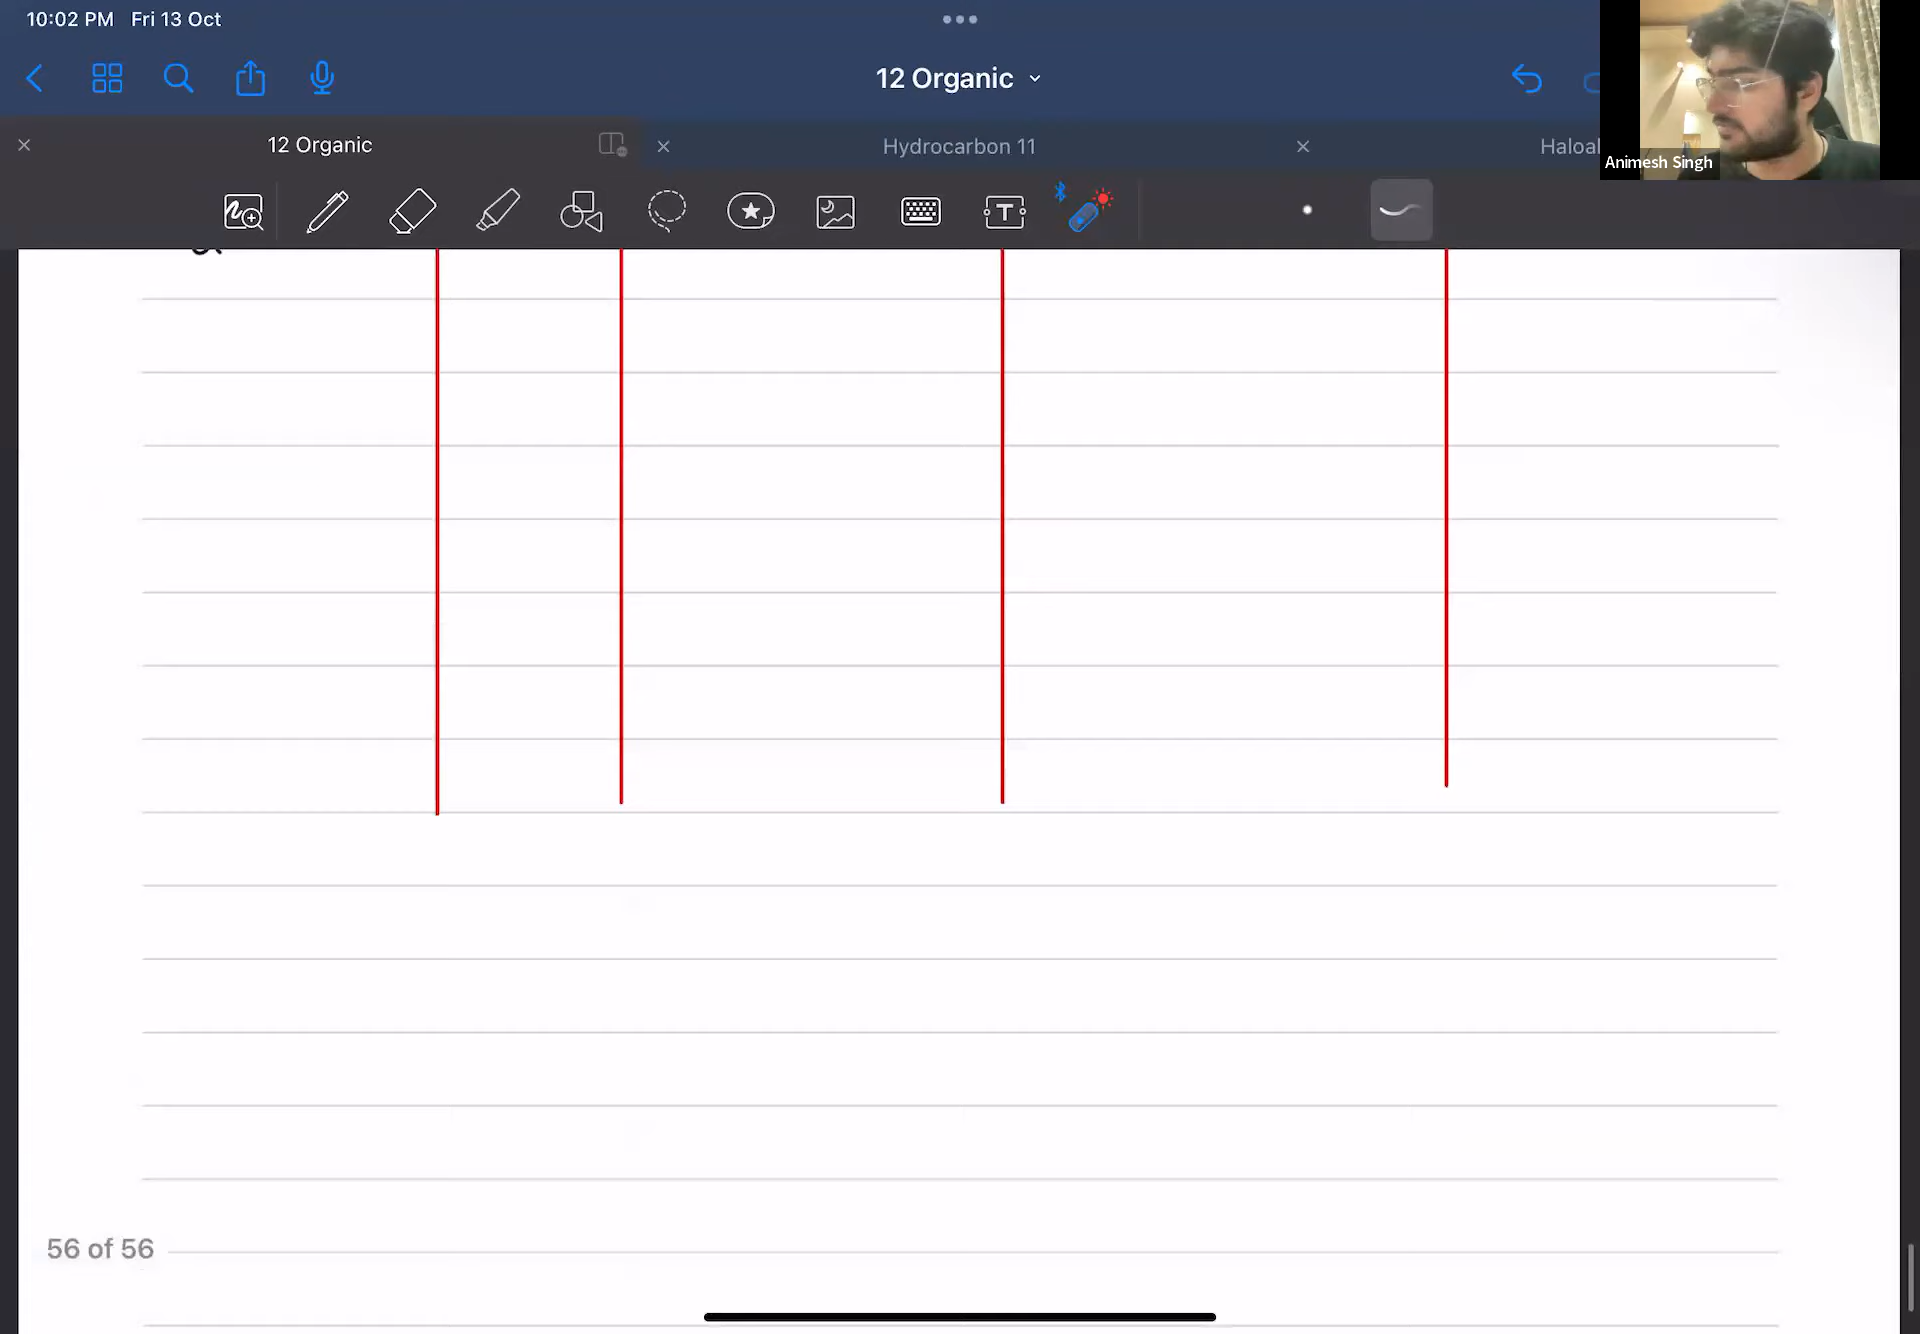 10:02 PM Fri 13 Oct
12 Organic
12 Organic
Hydrocarbon 11
Haloal
Animesh Singh
T
56 of 56